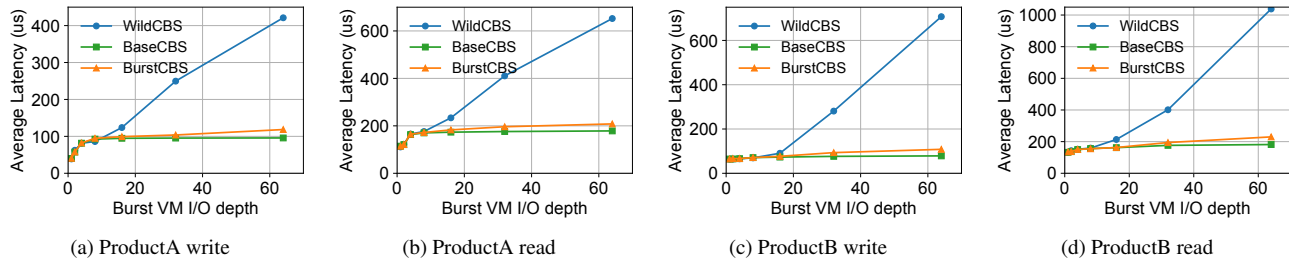 Average Latency (us)
400
300
200
100
0
WildCBS
BaseCBS
BurstCBS
0 20 40 60
Burst VM I/O depth
(a) ProductA write
Average Latency (us)
600
400
200
0
WildCBS
BaseCBS
BurstCBS
0 20 40 60
Burst VM I/O depth
(b) ProductA read
Average Latency (us)
600
400
200
0
WildCBS
BaseCBS
BurstCBS
0 20 40 60
Burst VM I/O depth
(c) ProductB write
Average Latency (us)
1000
800
600
400
200
0
WildCBS
BaseCBS
BurstCBS
0 20 40 60
Burst VM I/O depth
(d) ProductB read